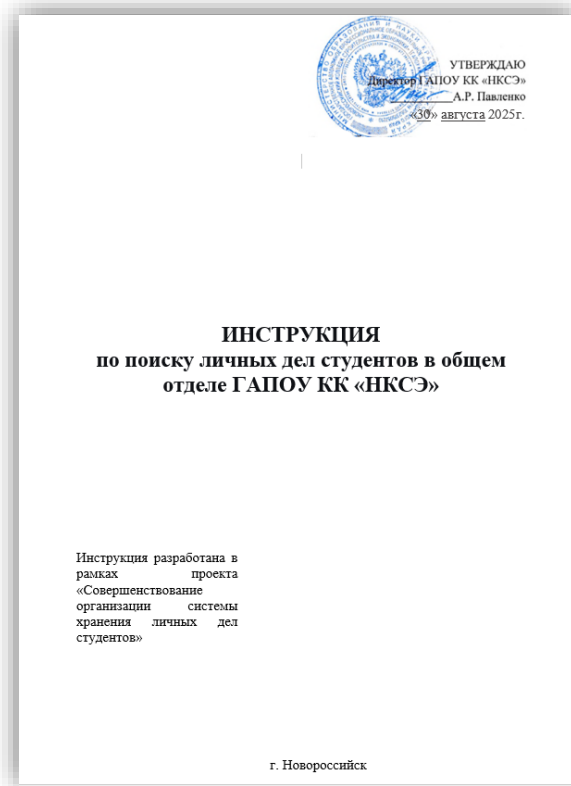 УТВЕРЖДАЮ
Директор ГАПОУ КК «НКСЭ»
А.Р. Павленко
«30» августа 2025г.
ИНСТРУКЦИЯ
по поиску личных дел студентов в общем
отделе ГАПОУ КК «НКСЭ»
Инструкция разработана в
рамках проекта
«Совершенствование
организации системы
хранения личных дел
студентов»
г. Новороссийск